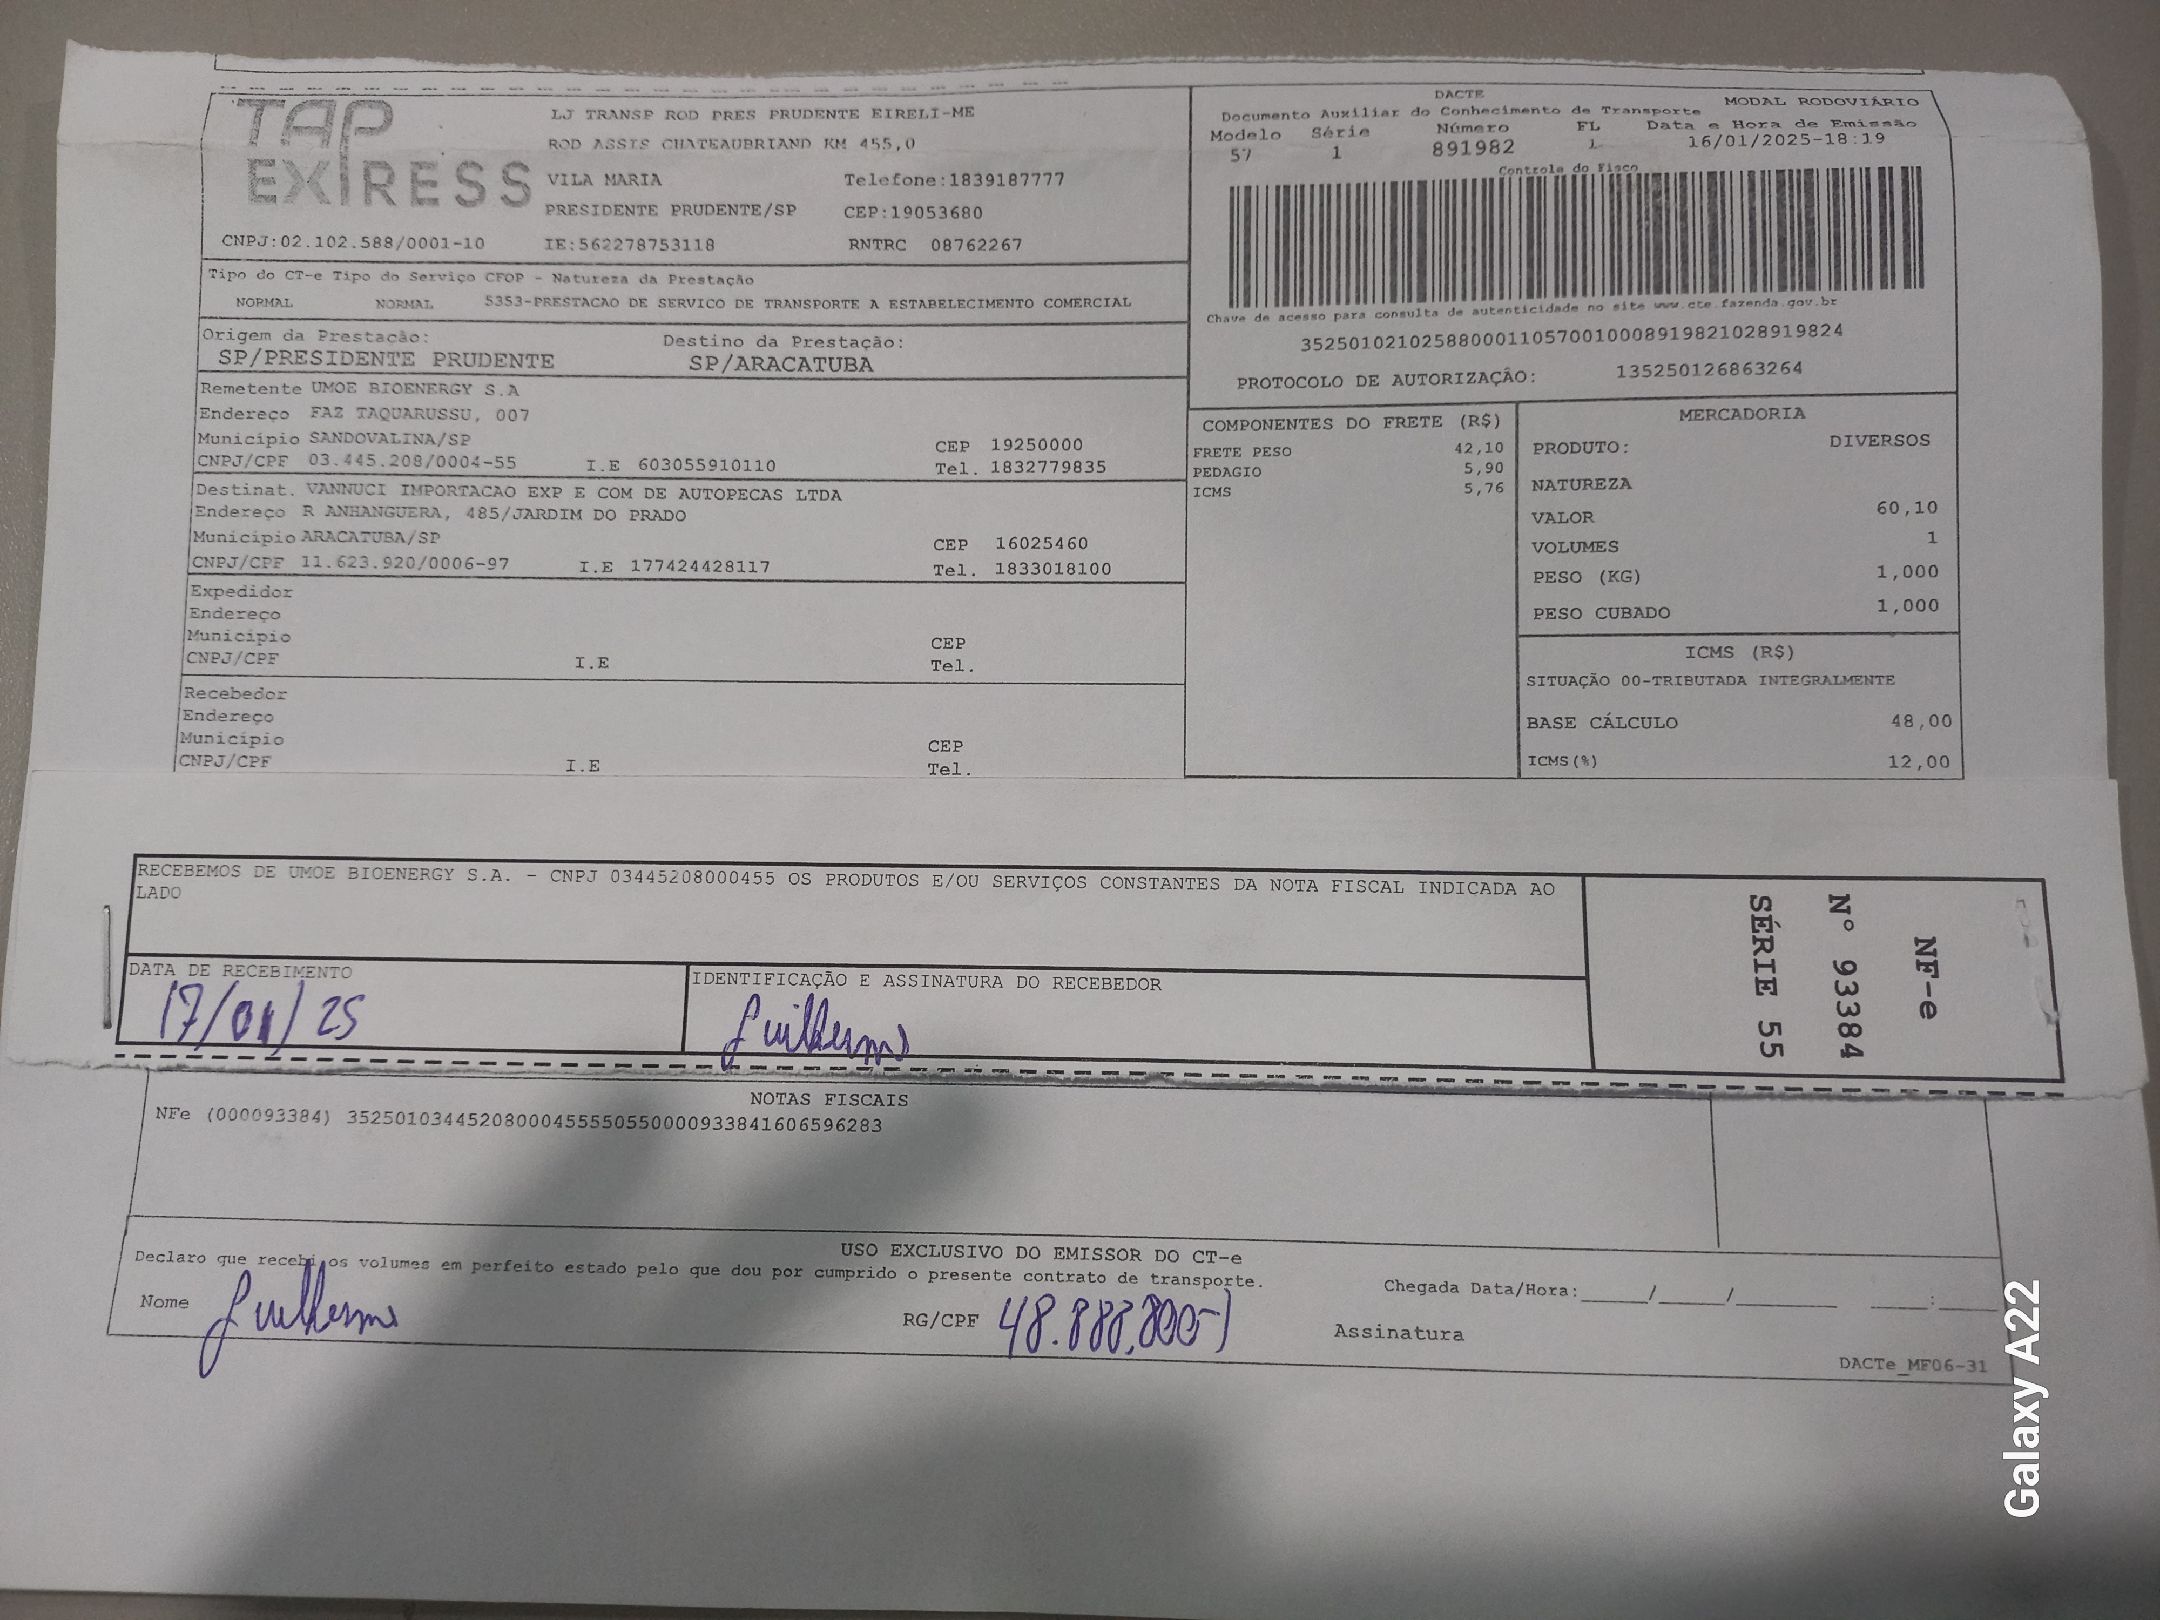 TAP
EXPRESS
LJ TRANSP ROD PRES PRUDENTE EIRELI-ME
ROD ASSIS CHATEAUBRIAND KM 455,0
VILA MARIA Telefone:1839187777
PRESIDENTE PRUDENTE/SP CEP:19053680
CNPJ:02.102.588/0001-10 IE:562278753118 RNTRC 08762267
DACTE
Documento Auxiliar do Conhecimento de Transporte MODAL RODOVIÁRIO
Modelo Série Número FL Data e Hora de Emissão
57 1 891982 1 16/01/2025-18:19
Controle do Fisco
Chave de acesso para consulta de autenticidade no site www.cte.fazenda.gov.br
35250102102588000110570010008919821028919824
PROTOCOLO DE AUTORIZAÇÃO: 135250126863264
Tipo do CT-e Tipo do Serviço CFOP - Natureza da Prestação
NORMAL NORMAL 5353-PRESTACAO DE SERVICO DE TRANSPORTE A ESTABELECIMENTO COMERCIAL
Origem da Prestação: Destino da Prestação:
SP/PRESIDENTE PRUDENTE SP/ARACATUBA
Remetente UMOE BIOENERGY S.A
Endereço FAZ TAQUARUSSU, 007
Município SANDOVALINA/SP CEP 19250000
CNPJ/CPF 03.445.208/0004-55 I.E 603055910110 Tel. 1832779835
Destinat. VANNUCI IMPORTACAO EXP E COM DE AUTOPECAS LTDA
Endereço R ANHANGUERA, 485/JARDIM DO PRADO
Município ARACATUBA/SP CEP 16025460
CNPJ/CPF 11.623.920/0006-97 I.E 177424428117 Tel. 1833018100
Expedidor
Endereço
Município CEP
CNPJ/CPF I.E Tel.
Recebedor
Endereço
Município CEP
CNPJ/CPF I.E Tel.
COMPONENTES DO FRETE (R$)
FRETE PESO 42,10
PEDAGIO 5,90
ICMS 5,76
MERCADORIA
PRODUTO: DIVERSOS
NATUREZA
VALOR 60,10
VOLUMES 1
PESO (KG) 1,000
PESO CUBADO 1,000
ICMS (R$)
SITUAÇÃO 00-TRIBUTADA INTEGRALMENTE
BASE CÁLCULO 48,00
ICMS(%) 12,00
RECEBEMOS DE UMOE BIOENERGY S.A. - CNPJ 03445208000455 OS PRODUTOS E/OU SERVIÇOS CONSTANTES DA NOTA FISCAL INDICADA AO
LADO
DATA DE RECEBIMENTO
17/01/25
IDENTIFICAÇÃO E ASSINATURA DO RECEBEDOR
Guilherme
NF-e
Nº 93384
SÉRIE 55
NOTAS FISCAIS
NFe (000093384) 35250103445208000455550550000933841606596283
USO EXCLUSIVO DO EMISSOR DO CT-e
Declaro que recebi os volumes em perfeito estado pelo que dou por cumprido o presente contrato de transporte.
Chegada Data/Hora:_____/_____/________ ____:____
Nome Guilherme RG/CPF Assinatura
DACTe_MF06-31
Galaxy A22